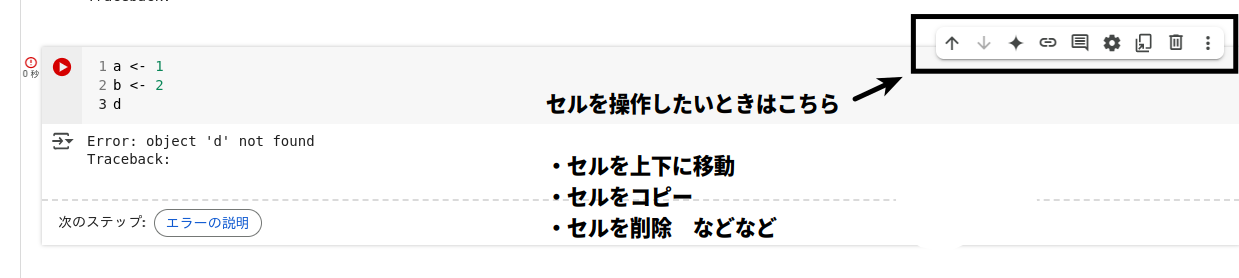 Traceback:
1 a <- 1
0 秒
2 b <- 2
3 d
セルを操作したいときはこちら
Error: object 'd' not found
Traceback:
・セルを上下に移動
・セルをコピー
・セルを削除　などなど
次のステップ: エラーの説明